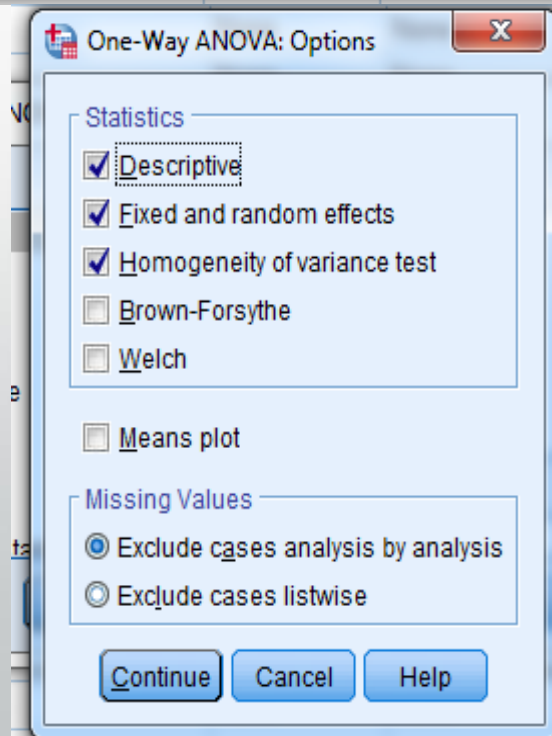 One-Way ANOVA: Options
Statistics
Descriptive
Fixed and random effects
Homogeneity of variance test
Brown-Forsythe
Welch
Means plot
Missing Values
Exclude cases analysis by analysis
Exclude cases listwise
Continue Cancel Help